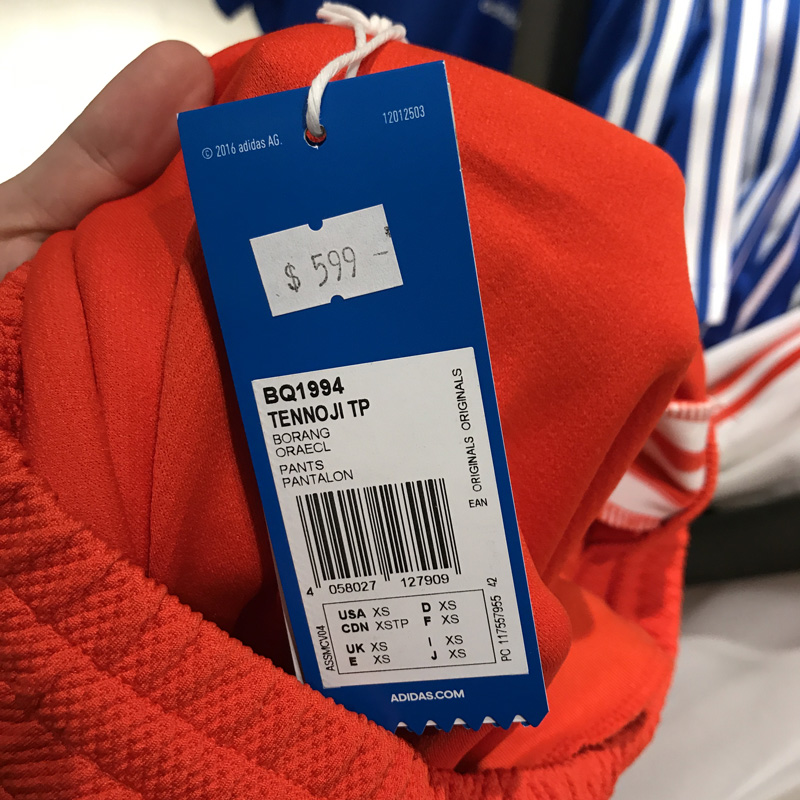 © 2016 adidas AG.
12012503
$ 599 –
BQ1994
TENNOJI TP
BORANG
ORAECL
PANTS
PANTALON
ORIGINALS ORIGINALS
EAN
4 058027 127909
USA XS D XS
CDN XSTP F XS
UK XS I XS
E XS J XS
ASSMCV04
PC 117557955 42
ADIDAS.COM